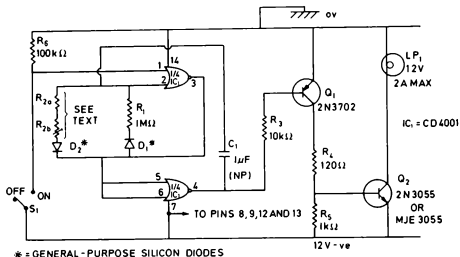 0V
R6
100kΩ
1
14
2
1/4
IC1
3
R2a
R2b
SEE
TEXT
R1
1MΩ
D2*
D1*
C1
1μF
(NP)
R3
10kΩ
Q1
2N3702
LP1
12V
2A MAX
IC1 = CD4001
R4
120Ω
5
6
1/4
IC1
4
7
OFF
ON
S1
TO PINS 8,9,12 AND 13
R5
1kΩ
Q2
2N3055
OR
MJE 3055
12V -ve
* = GENERAL-PURPOSE SILICON DIODES